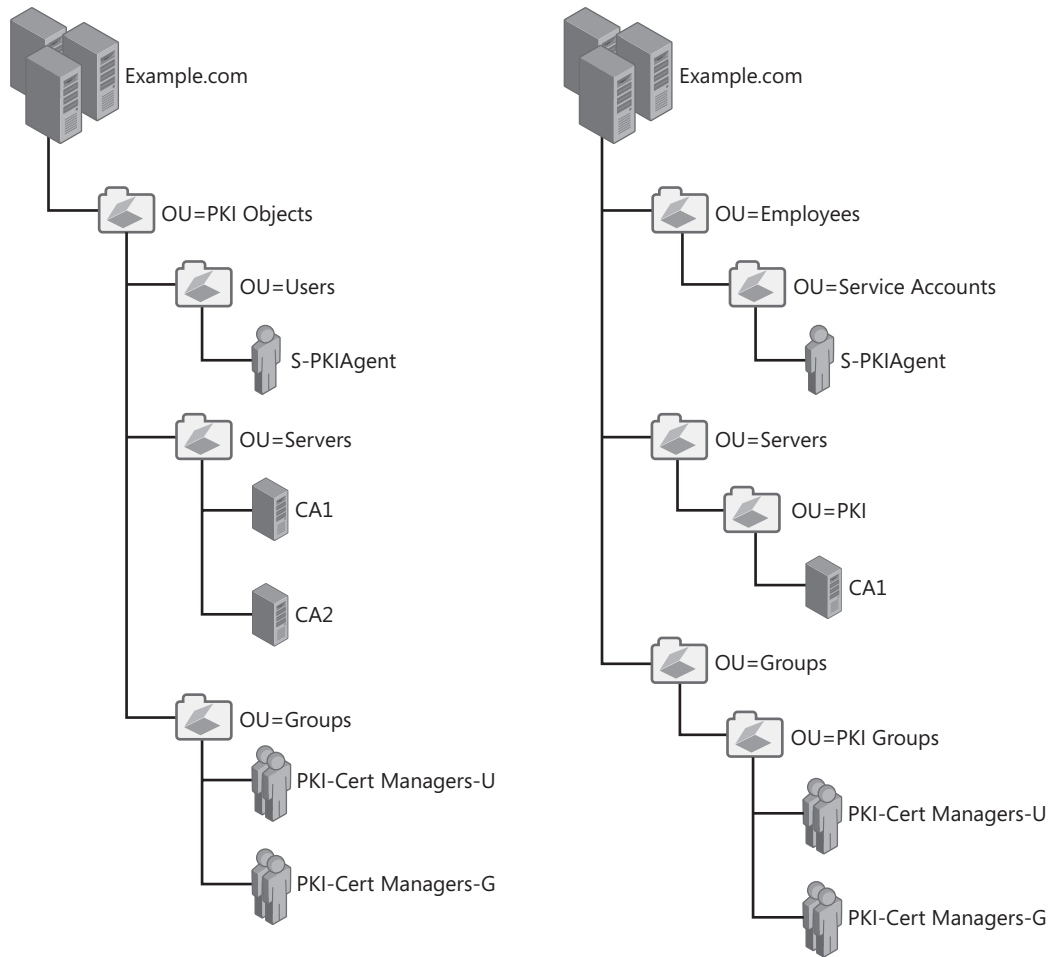 Example.com
OU=PKI Objects
OU=Users
S-PKIAgent
OU=Servers
CA1
CA2
OU=Groups
PKI-Cert Managers-U
PKI-Cert Managers-G
Example.com
OU=Employees
OU=Service Accounts
S-PKIAgent
OU=Servers
OU=PKI
CA1
OU=Groups
OU=PKI Groups
PKI-Cert Managers-U
PKI-Cert Managers-G